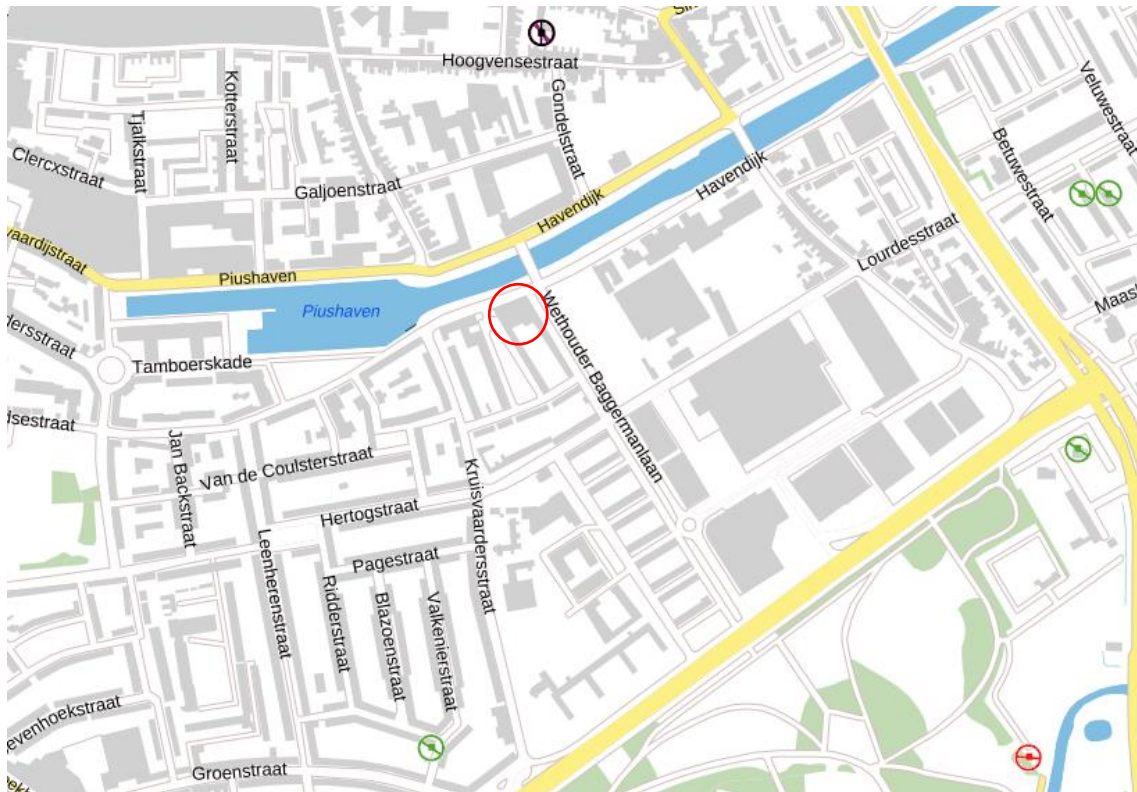 Hoogvensestraat
Kotterstraat
Tjalkstraat
Gondelstraat
Veluwestraat
Betuwestraat
Clercxstraat
Galjoenstraat
Havendijk
Havendijk
Lourdesstraat
vaardijstraat
Piushaven
Piushaven
Wethouder Baggermanlaan
Maast
dersstraat
Tamboerskade
dsestraat
Jan Backstraat
Van de Coulsterstraat
Kruisvaardersstraat
Hertogstraat
Leenherenstraat
Pagestraat
Ridderstraat
Blazoenstraat
Valkenierstraat
evenhoekstraat
Groenstraat